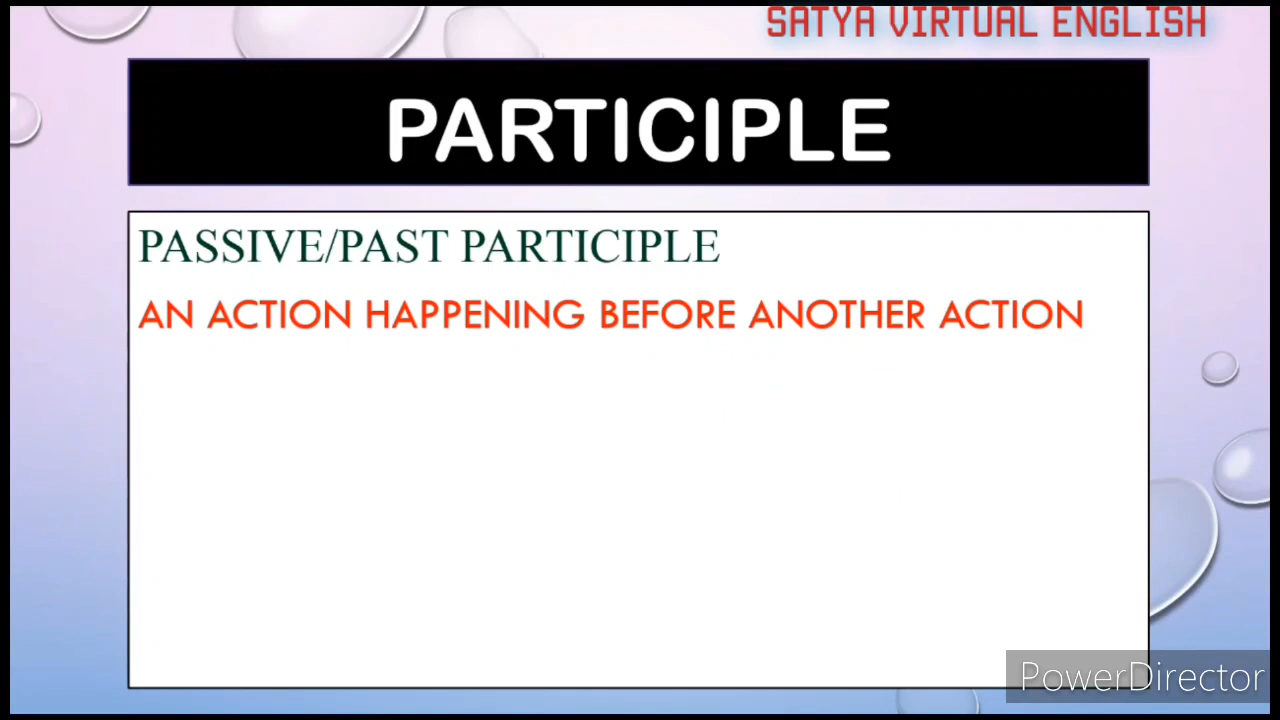 SATYA VIRTUAL ENGLISH
PARTICIPLE
PASSIVE/PAST PARTICIPLE
AN ACTION HAPPENING BEFORE ANOTHER ACTION
PowerDirector